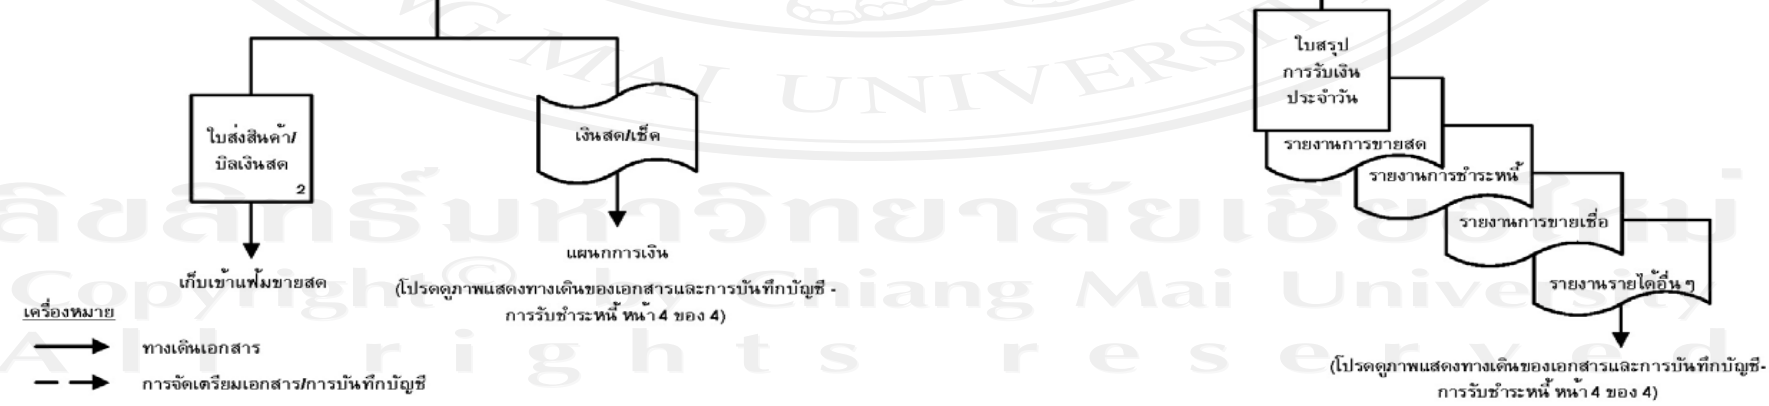 ใบส่งสินค้า/
บิลเงินสด
2
เก็บเข้าแฟ้มขายสด
เงินสด/เช็ค
แผนกการเงิน
(โปรดดูภาพแสดงทางเดินของเอกสารและการบันทึกบัญชี -
การรับชำระหนี้ หน้า 4 ของ 4)
ใบสรุป
การรับเงิน
ประจำวัน
รายงานการขายสด
รายงานการชำระหนี้
รายงานการขายเชื่อ
รายงานรายได้อื่น ๆ
(โปรดดูภาพแสดงทางเดินของเอกสารและการบันทึกบัญชี-
การรับชำระหนี้ หน้า 4 ของ 4)
เครื่องหมาย
ทางเดินเอกสาร
การจัดเตรียมเอกสาร/การบันทึกบัญชี
MAI UNIVERSITY
ลิขสิทธิ์มหาวิทยาลัยเชียงใหม่
Copyright© by Chiang Mai University
All rights reserved